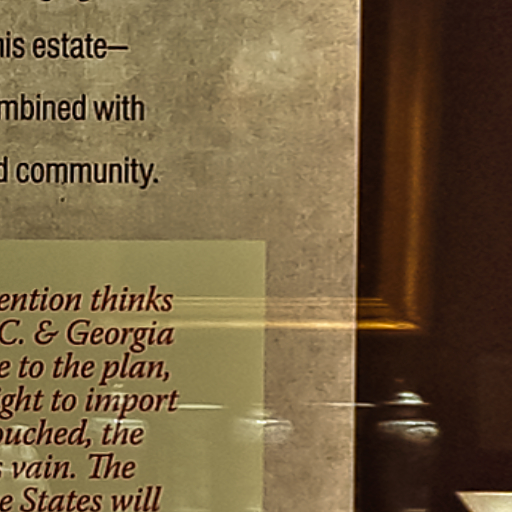 his estate—
mbined with
d community.
ention thinks
C. & Georgia
e to the plan,
ght to import
ouched, the
s vain. The
e States will